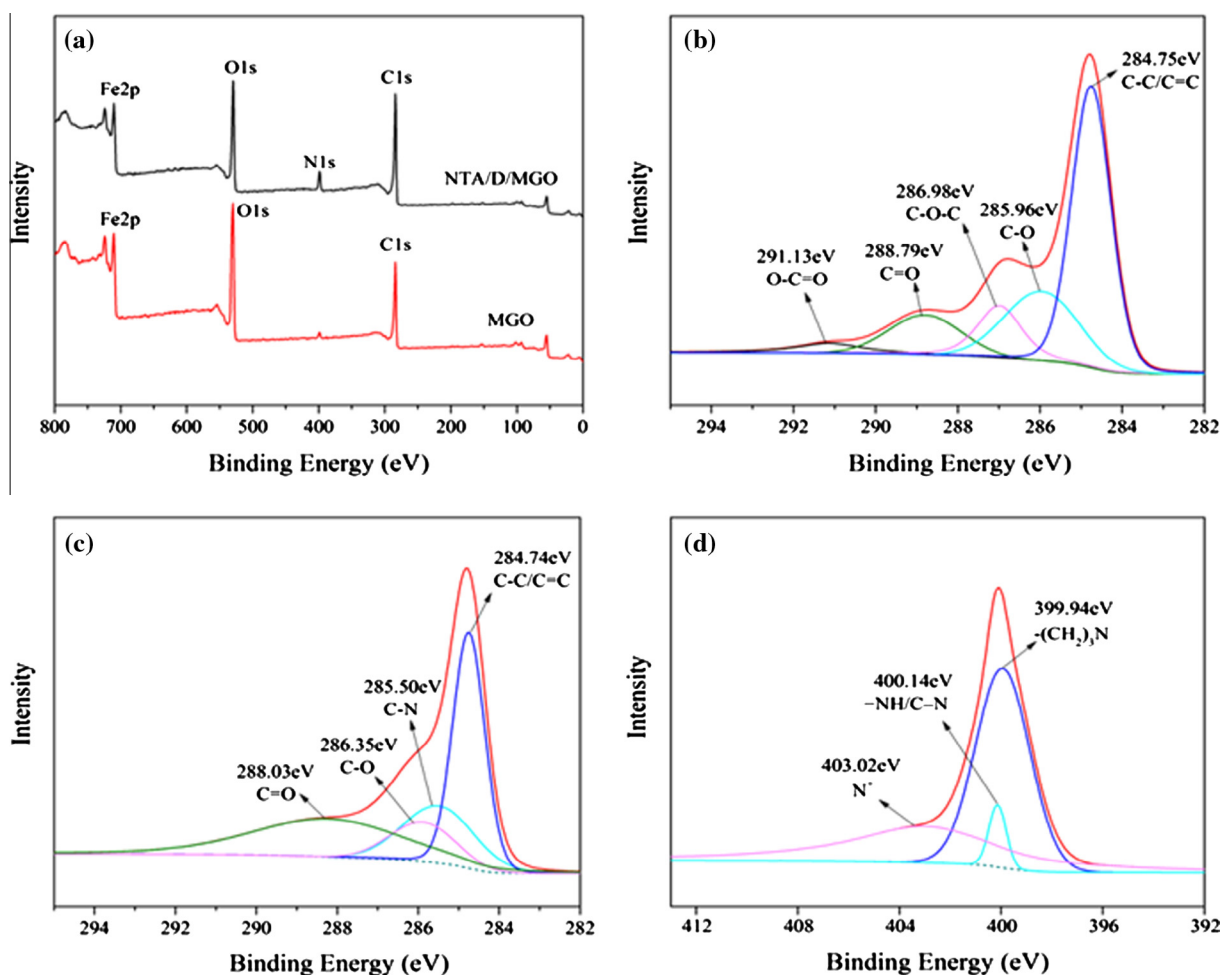 (a)
Fe2p
O1s
N1s
C1s
NTA/D/MGO
Fe2p
O1s
C1s
MGO
Intensity
800 700 600 500 400 300 200 100 0
Binding Energy (eV)
(b)
284.75eV
C-C/C=C
286.98eV
C-O-C
285.96eV
C-O
288.79eV
C=O
291.13eV
O-C=O
Intensity
294 292 290 288 286 284 282
Binding Energy (eV)
(c)
284.74eV
C-C/C=C
285.50eV
C-N
286.35eV
C-O
288.03eV
C=O
Intensity
294 292 290 288 286 284 282
Binding Energy (eV)
(d)
399.94eV
-(CH₂)₃N
400.14eV
−NH/C−N
403.02eV
Intensity
412 408 404 400 396 392
Binding Energy (eV)